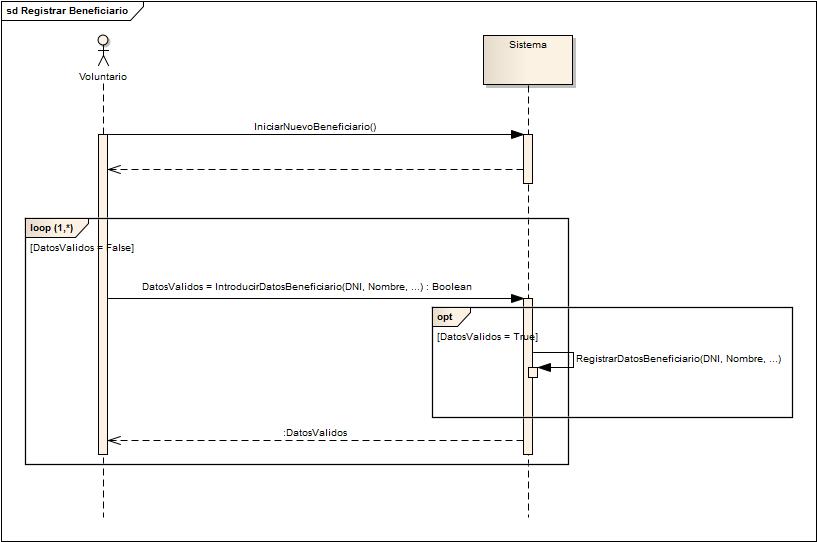 sd Registrar Beneficiario
Voluntario
Sistema
IniciarNuevoBeneficiario()
loop (1,*)
[DatosValidos = False]
DatosValidos = IntroducirDatosBeneficiario(DNI, Nombre, ...) : Boolean
opt
[DatosValidos = True]
RegistrarDatosBeneficiario(DNI, Nombre, ...)
:DatosValidos